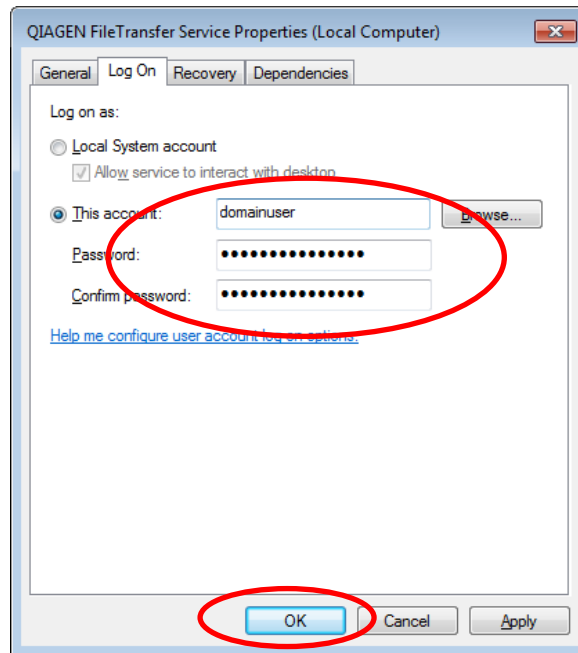 QIAGEN FileTransfer Service Properties (Local Computer)
General Log On Recovery Dependencies
Log on as:
Local System account
Allow service to interact with desktop
This account: domainuser Browse...
Password: ●●●●●●●●●●●●●●●
Confirm password: ●●●●●●●●●●●●●●●
Help me configure user account log on options.
OK Cancel Apply